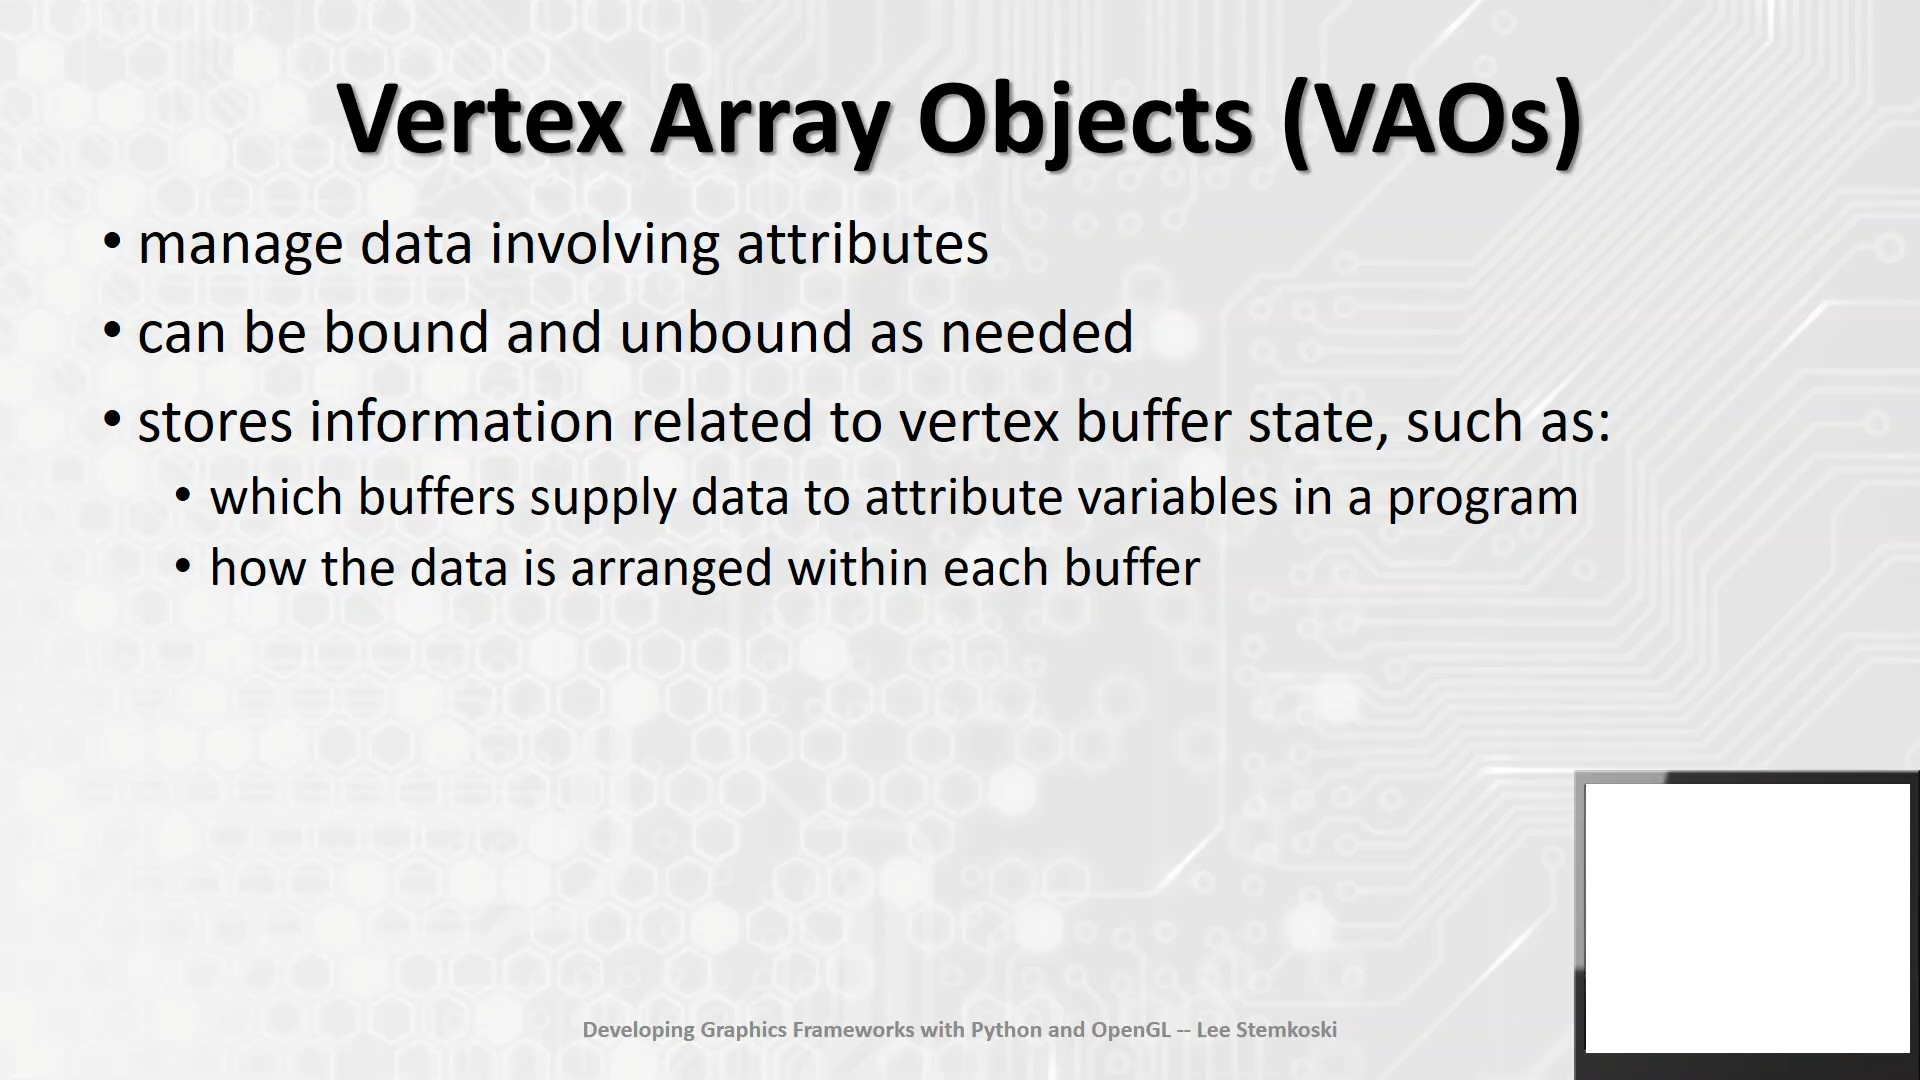 Vertex Array Objects (VAOs)
• manage data involving attributes
• can be bound and unbound as needed
• stores information related to vertex buffer state, such as:
• which buffers supply data to attribute variables in a program
• how the data is arranged within each buffer
Developing Graphics Frameworks with Python and OpenGL -- Lee Stemkoski